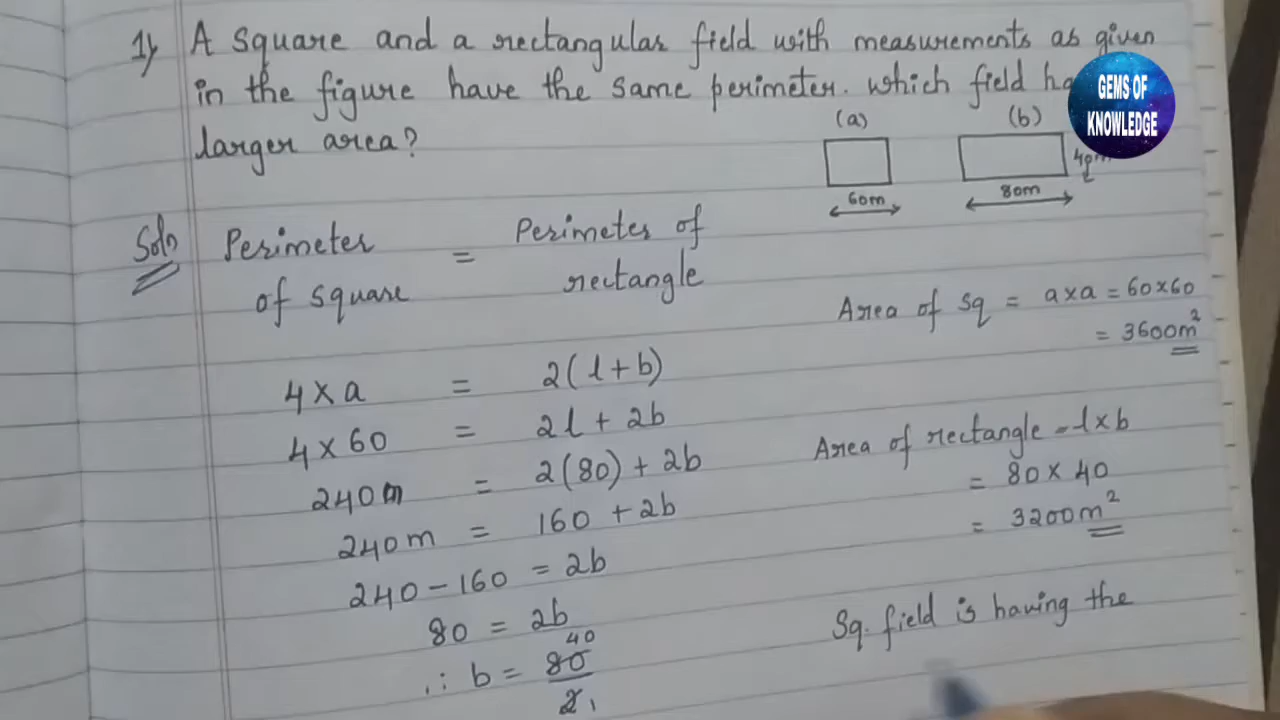 1) A square and a rectangular field with measurements as given
in the figure have the same perimeter. which field ha
larger area?
GEMS OF
KNOWLEDGE
(a)
(b)
60m
80m
Soln
Perimeter of square = Perimeter of rectangle
4 × a = 2(l + b)
4 × 60 = 2l + 2b
240m = 2(80) + 2b
240m = 160 + 2b
240 - 160 = 2b
80 = 2b
40
∴ b = 80
2 1
Area of sq = a×a = 60×60
= 3600m²
Area of rectangle = l×b
= 80 × 40
= 3200m²
Sq. field is having the